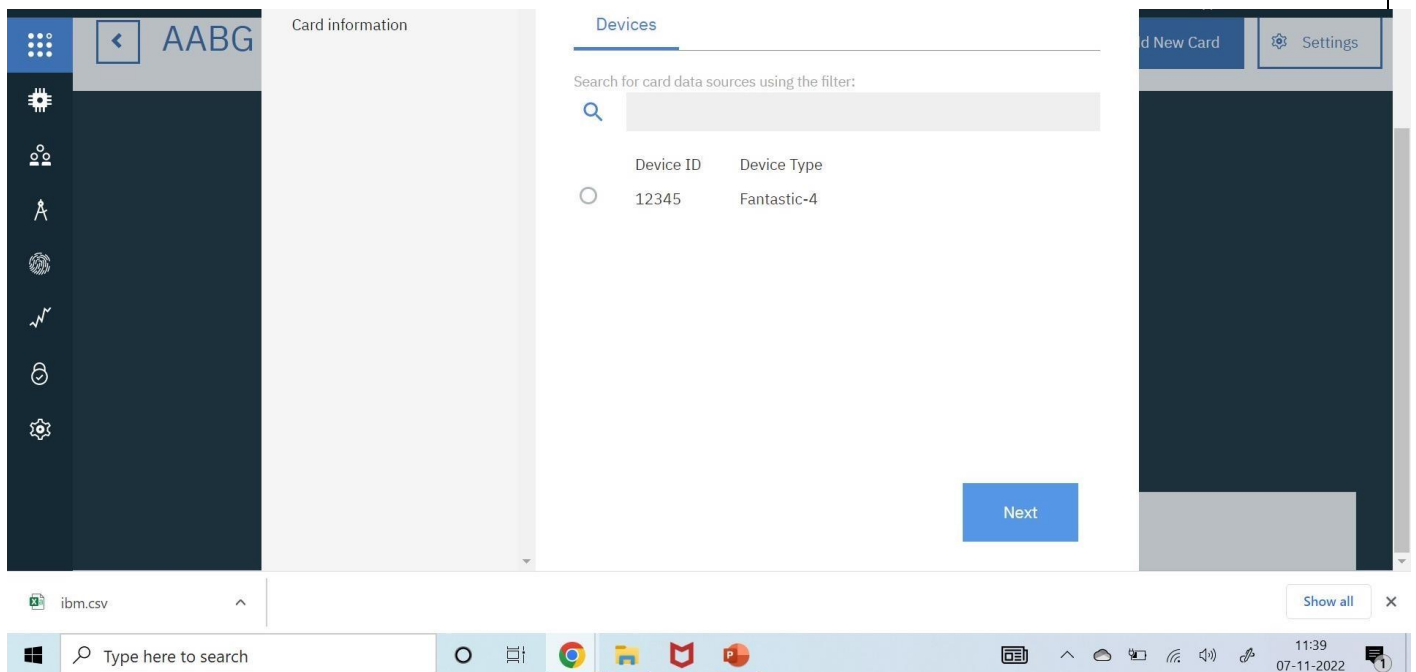 AABG
Card information
Devices
d New Card
Settings
Search for card data sources using the filter:
Device ID Device Type
12345 Fantastic-4
Next
ibm.csv
Show all
Type here to search
11:39
07-11-2022
1